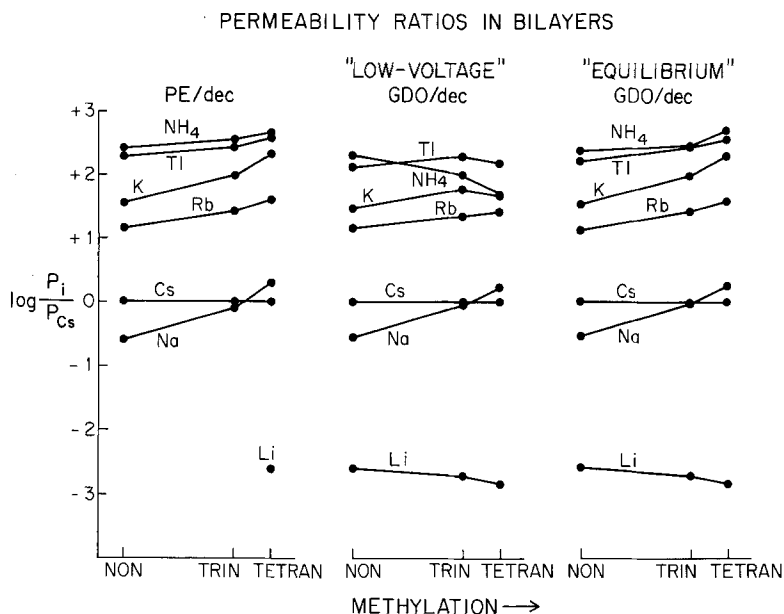 PERMEABILITY RATIOS IN BILAYERS
PE/dec
"LOW-VOLTAGE"
GDO/dec
"EQUILIBRIUM"
GDO/dec
+3
+2
+1
0
-1
-2
-3
log P_i/P_Cs
NH4
Tl
K
Rb
Cs
Na
Li
NON TRIN TETRAN
Tl
NH4
K
Rb
Cs
Na
Li
NON TRIN TETRAN
NH4
Tl
K
Rb
Cs
Na
Li
NON TRIN TETRAN
METHYLATION →